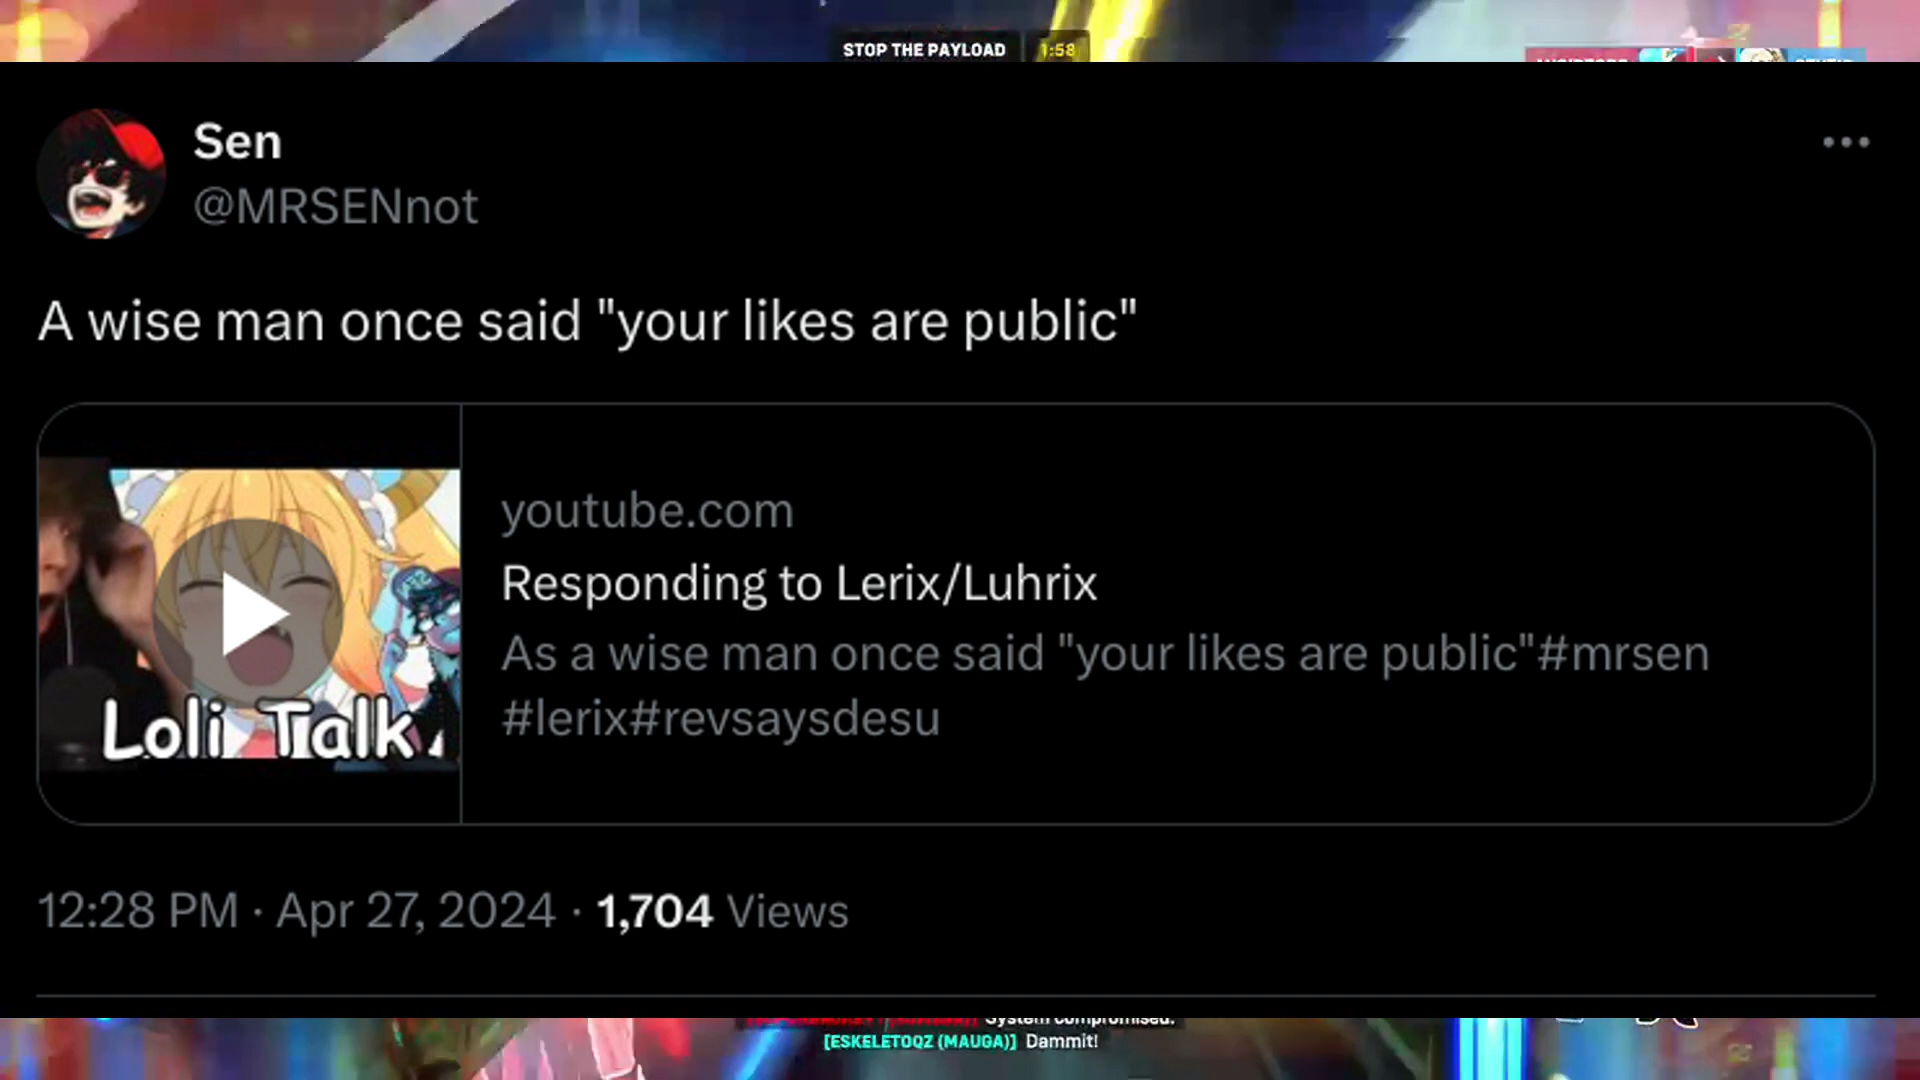 STOP THE PAYLOAD 1:58
Sen
@MRSENnot
A wise man once said "your likes are public"
youtube.com
Responding to Lerix/Luhrix
As a wise man once said "your likes are public"#mrsen
#lerix#revsaysdesu
Loli Talk
12:28 PM · Apr 27, 2024 · 1,704 Views
System compromised.
[ESKELETOQZ (MAUGA)] Dammit!